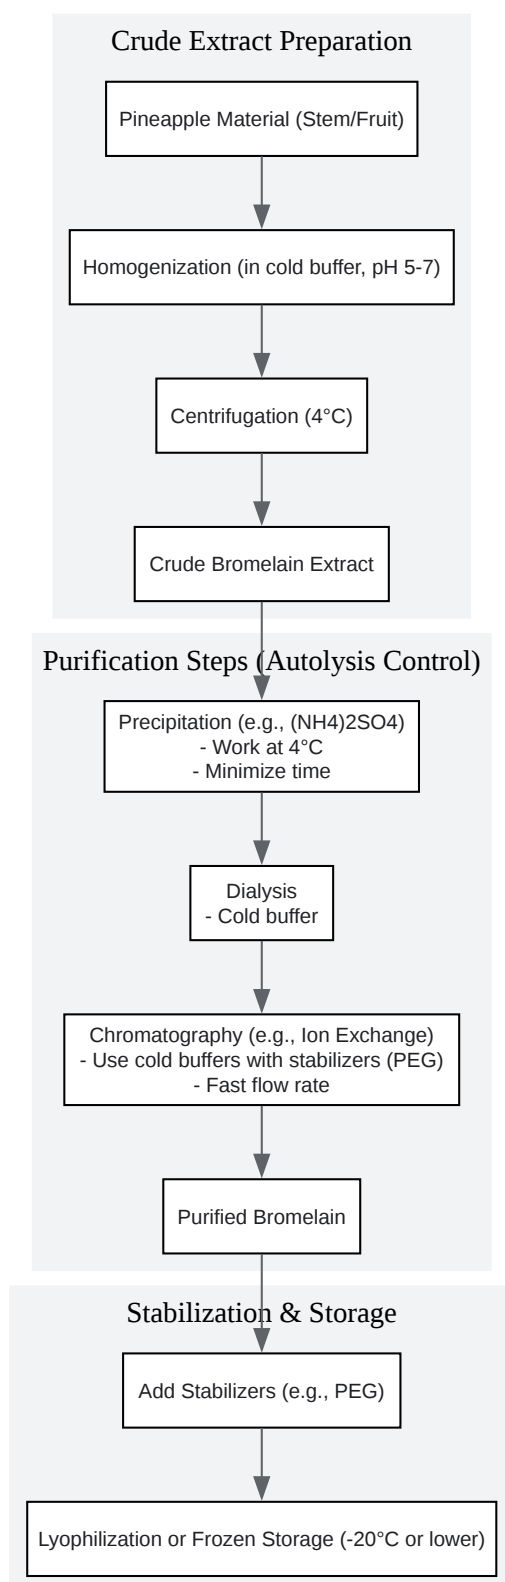 Crude Extract Preparation
Pineapple Material (Stem/Fruit)
Homogenization (in cold buffer, pH 5-7)
Centrifugation (4°C)
Crude Bromelain Extract
Purification Steps (Autolysis Control)
Precipitation (e.g., (NH4)2SO4)
- Work at 4°C
- Minimize time
Dialysis
- Cold buffer
Chromatography (e.g., Ion Exchange)
- Use cold buffers with stabilizers (PEG)
- Fast flow rate
Purified Bromelain
Stabilization & Storage
Add Stabilizers (e.g., PEG)
Lyophilization or Frozen Storage (-20°C or lower)